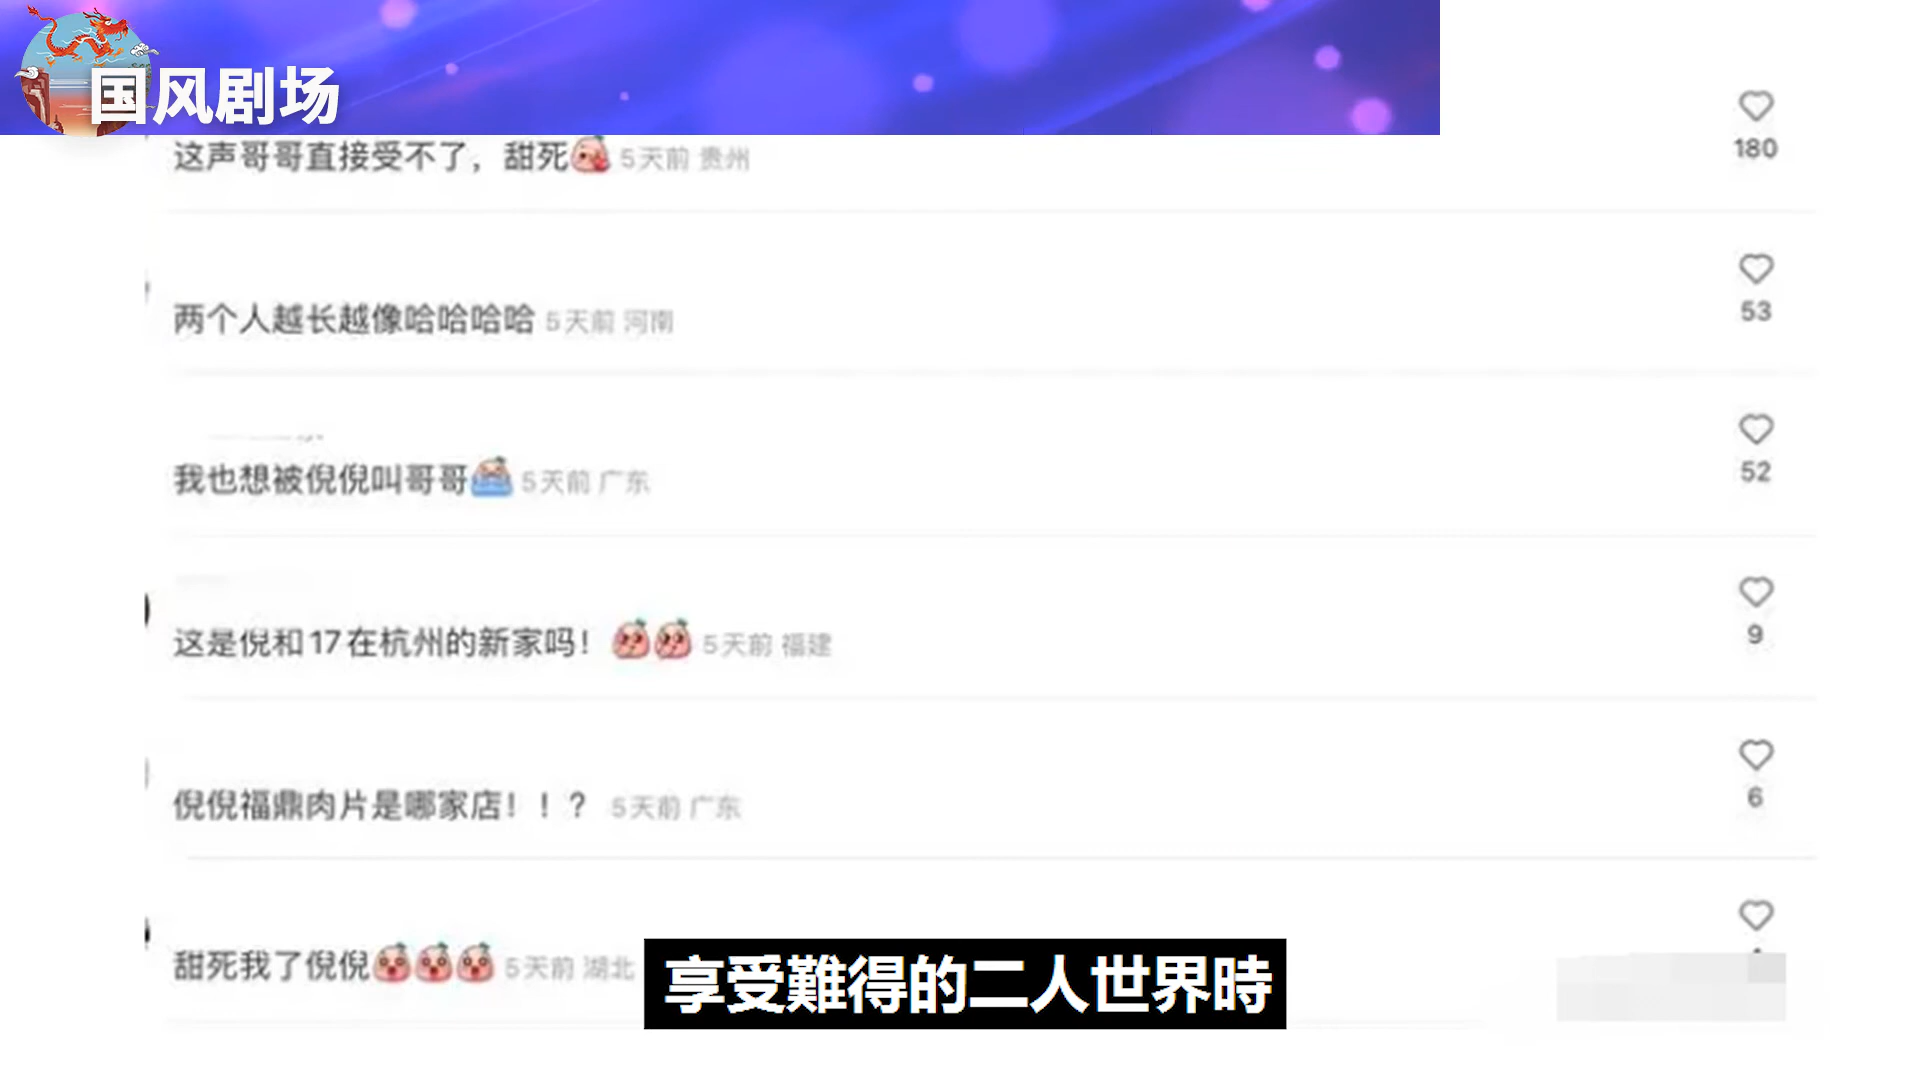 国风剧场
180
这声哥哥直接受不了，甜死 5天前 贵州
两个人越长越像哈哈哈哈 5天前 河南
53
我也想被倪倪叫哥哥 5天前 广东
52
这是倪和17在杭州的新家吗！ 5天前 福建
9
倪倪福鼎肉片是哪家店！！？ 5天前 广东
6
甜死我了倪倪 5天前 湖北
享受難得的二人世界時